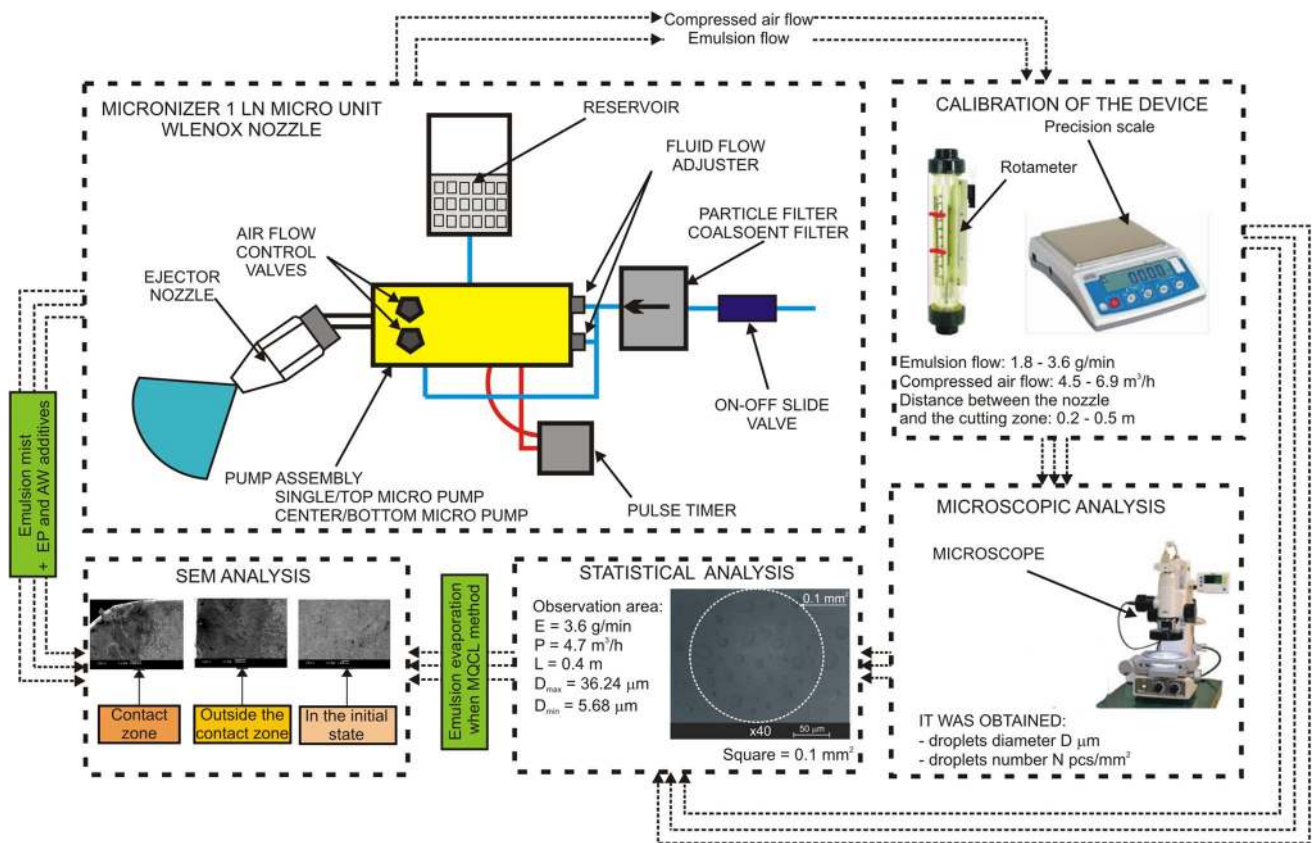 Compressed air flow
Emulsion flow
MICRONIZER 1 LN MICRO UNIT
WLENOX NOZZLE
RESERVOIR
FLUID FLOW
ADJUSTER
AIR FLOW
CONTROL
VALVES
PARTICLE FILTER
COALSOENT FILTER
EJECTOR
NOZZLE
ON-OFF SLIDE
VALVE
PUMP ASSEMBLY
SINGLE/TOP MICRO PUMP
CENTER/BOTTOM MICRO PUMP
PULSE TIMER
CALIBRATION OF THE DEVICE
Precision scale
Rotameter
0.000
Emulsion flow: 1.8 - 3.6 g/min
Compressed air flow: 4.5 - 6.9 m³/h
Distance between the nozzle
and the cutting zone: 0.2 - 0.5 m
MICROSCOPIC ANALYSIS
MICROSCOPE
IT WAS OBTAINED:
- droplets diameter D μm
- droplets number N pcs/mm²
STATISTICAL ANALYSIS
Observation area:
E = 3.6 g/min
P = 4.7 m³/h
L = 0.4 m
Dmax = 36.24 μm
Dmin = 5.68 μm
0.1 mm²
x40
50 μm
Square = 0.1 mm²
Emulsion evaporation
when MQCL method
SEM ANALYSIS
Contact
zone
Outside the
contact zone
In the initial
state
Emulsion mist
+ EP and AW additives